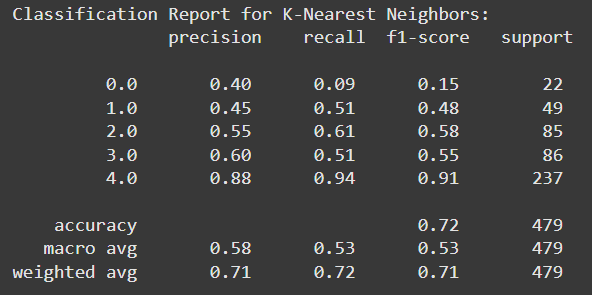 Classification Report for K-Nearest Neighbors:
precision recall f1-score support
0.0 0.40 0.09 0.15 22
1.0 0.45 0.51 0.48 49
2.0 0.55 0.61 0.58 85
3.0 0.60 0.51 0.55 86
4.0 0.88 0.94 0.91 237
accuracy 0.72 479
macro avg 0.58 0.53 0.53 479
weighted avg 0.71 0.72 0.71 479